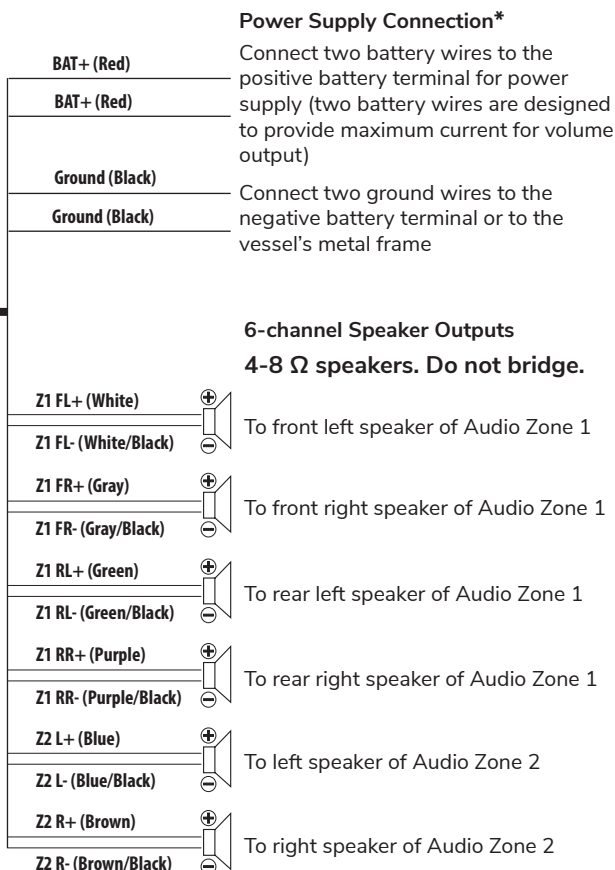 Power Supply Connection*
BAT+ (Red)
BAT+ (Red)
Connect two battery wires to the
positive battery terminal for power
supply (two battery wires are designed
to provide maximum current for volume
output)
Ground (Black)
Ground (Black)
Connect two ground wires to the
negative battery terminal or to the
vessel's metal frame
6-channel Speaker Outputs
4-8 Ω speakers. Do not bridge.
Z1 FL+ (White)
Z1 FL- (White/Black)
To front left speaker of Audio Zone 1
Z1 FR+ (Gray)
Z1 FR- (Gray/Black)
To front right speaker of Audio Zone 1
Z1 RL+ (Green)
Z1 RL- (Green/Black)
To rear left speaker of Audio Zone 1
Z1 RR+ (Purple)
Z1 RR- (Purple/Black)
To rear right speaker of Audio Zone 1
Z2 L+ (Blue)
Z2 L- (Blue/Black)
To left speaker of Audio Zone 2
Z2 R+ (Brown)
Z2 R- (Brown/Black)
To right speaker of Audio Zone 2